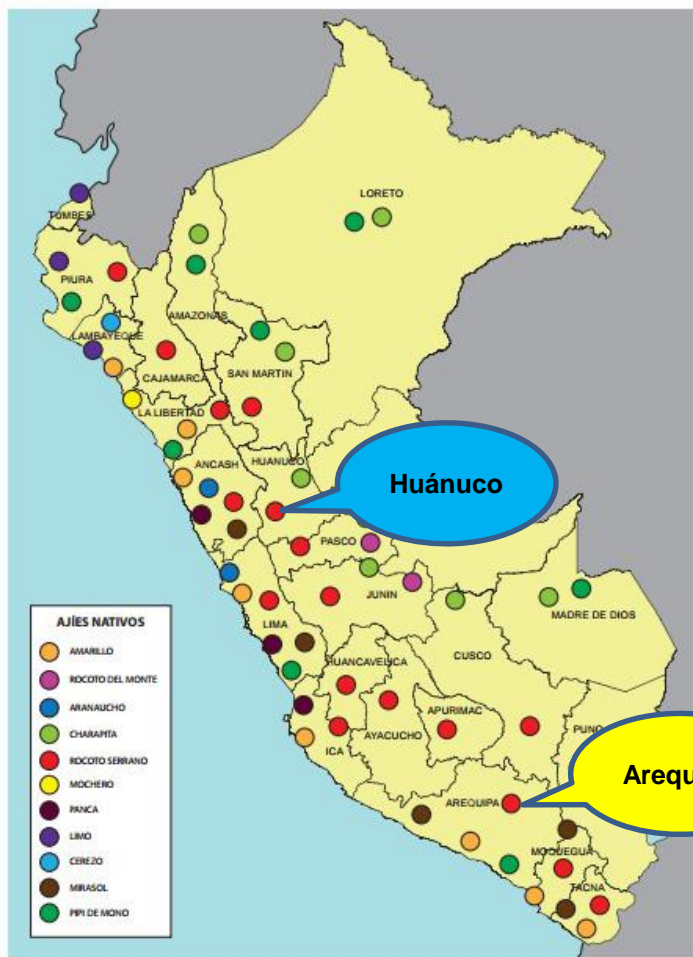 LORETO
TUMBES
PIURA
AMAZONAS
LAMBAYEQUE
CAJAMARCA
SAN MARTIN
LA LIBERTAD
ANCASH
HUANUCO
Huánuco
PASCO
JUNIN
MADRE DE DIOS
LIMA
CUSCO
HUANCAVELICA
APURIMAC
AYACUCHO
ICA
PUNO
Arequ
AREQUIPA
MOQUEGUA
TACNA
AJÍES NATIVOS
AMARILLO
ROCOTO DEL MONTE
ARANAUCHO
CHARAPITA
ROCOTO SERRANO
MOCHERO
PANCA
LIMO
CEREZO
MIRASOL
PIPI DE MONO